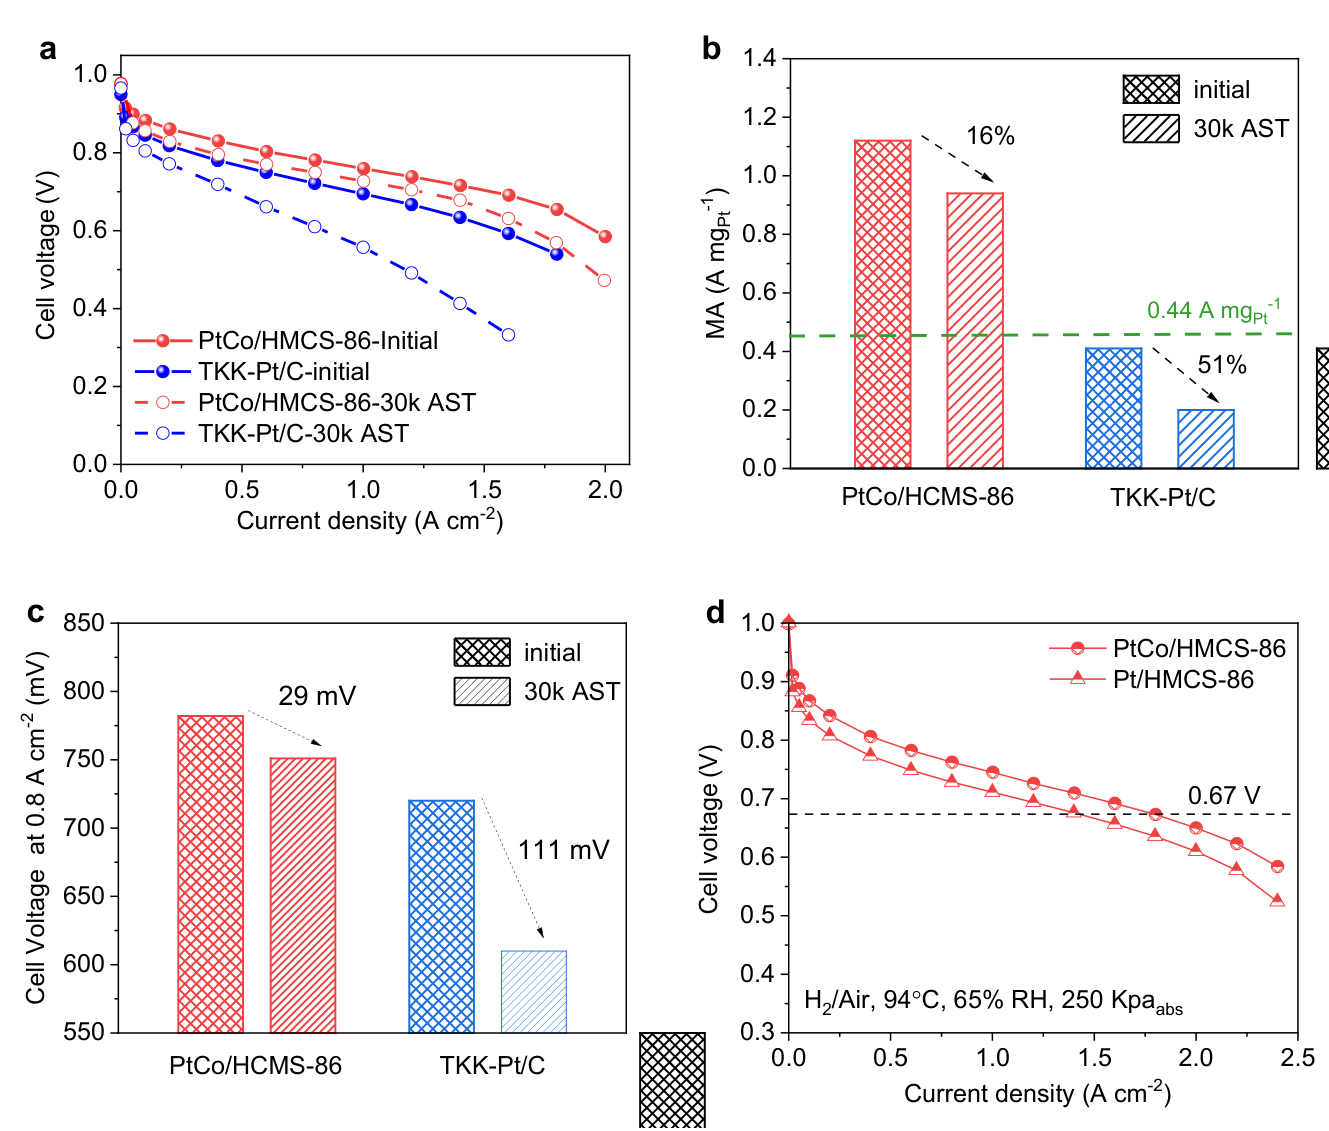 a
1.0
0.8
0.6
0.4
0.2
0.0
Cell voltage (V)
PtCo/HMCS-86-Initial
TKK-Pt/C-initial
PtCo/HMCS-86-30k AST
TKK-Pt/C-30k AST
0.0 0.5 1.0 1.5 2.0
Current density (A cm-2)
b
1.4
1.2
1.0
0.8
0.6
0.4
0.2
0.0
MA (A mgPt-1)
initial
30k AST
16%
0.44 A mgPt-1
51%
PtCo/HCMS-86 TKK-Pt/C
c
850
800
750
700
650
600
550
Cell Voltage at 0.8 A cm-2 (mV)
initial
30k AST
29 mV
111 mV
PtCo/HCMS-86 TKK-Pt/C
d
1.0
0.9
0.8
0.7
0.6
0.5
0.4
0.3
Cell voltage (V)
PtCo/HMCS-86
Pt/HMCS-86
0.67 V
H2/Air, 94°C, 65% RH, 250 Kpaabs
0.0 0.5 1.0 1.5 2.0 2.5
Current density (A cm-2)